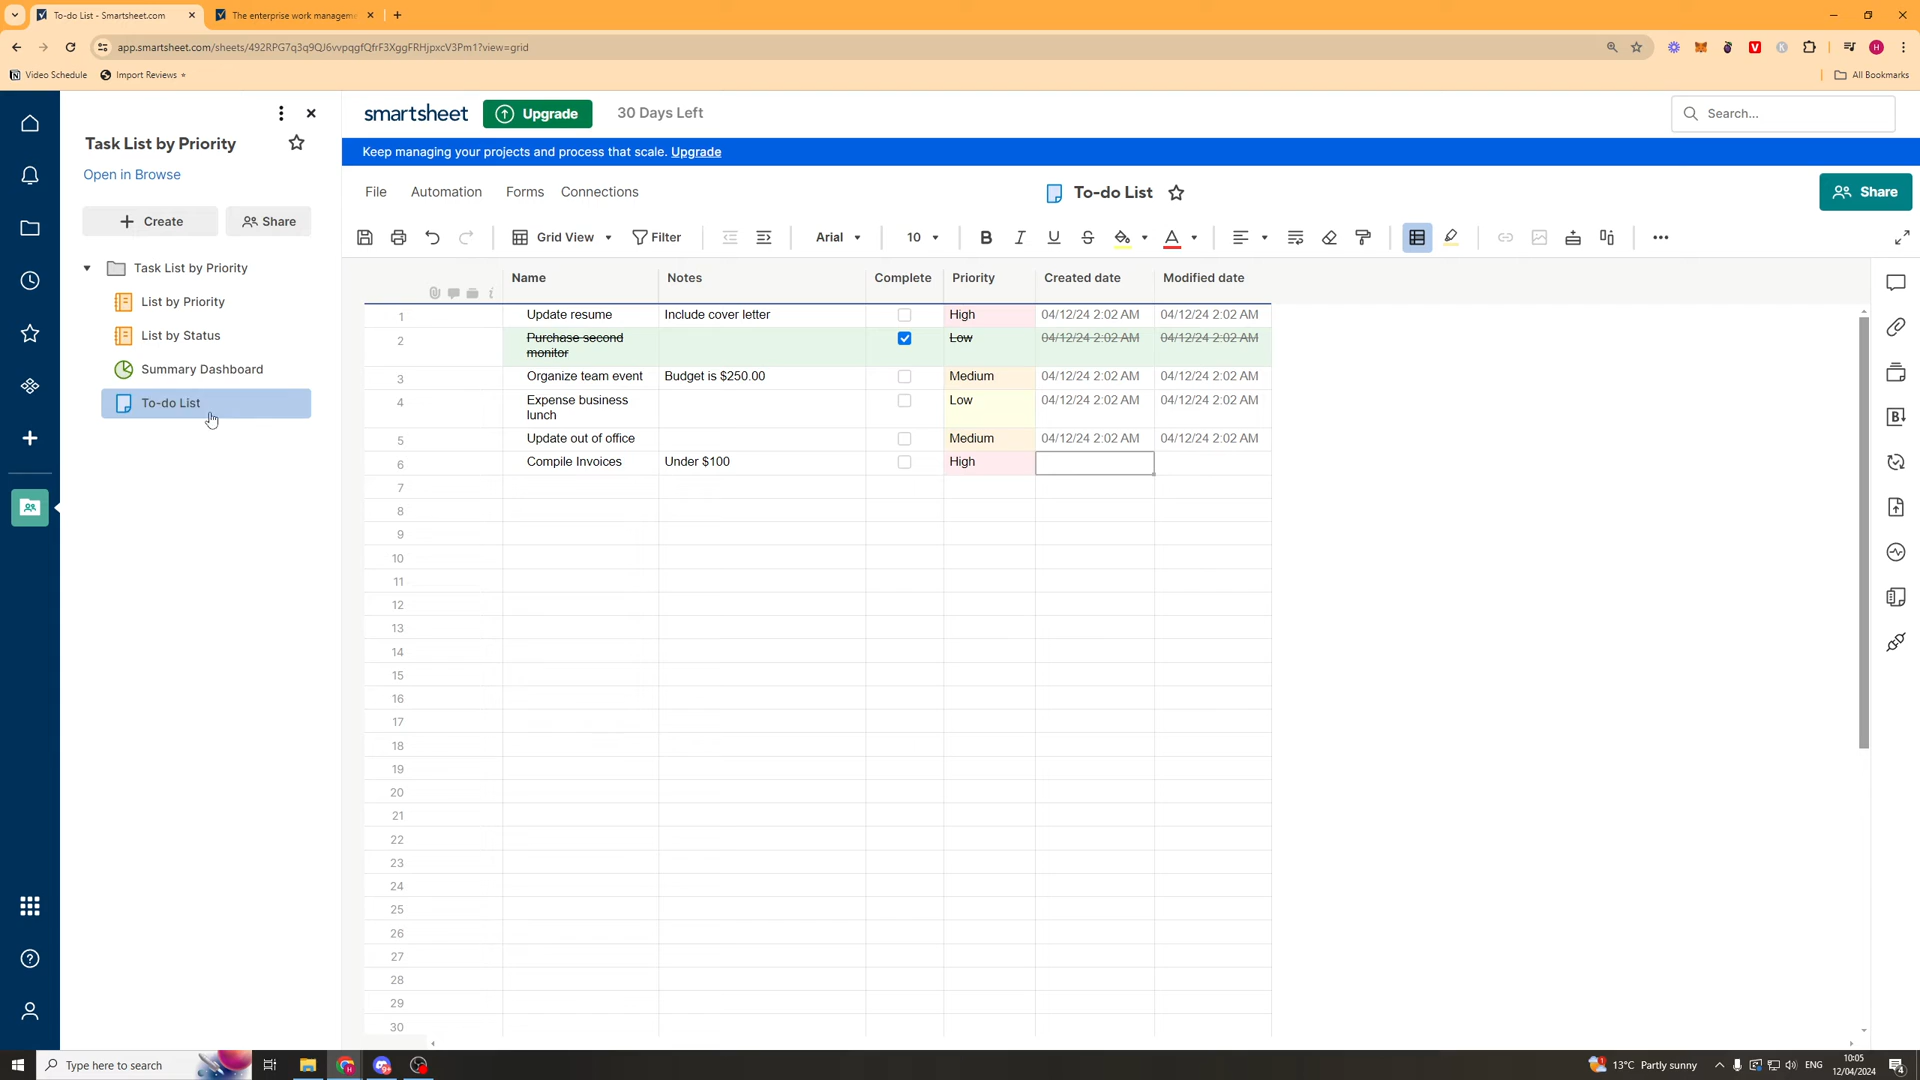 To-do List - Smartsheet.com
The enterprise work manageme
app.smartsheet.com/sheets/492RPG7q3q9QJ6vvpqgfQfrF3XggFRHjpxcV3Pm1?view=grid
Video Schedule
Import Reviews
All Bookmarks
Task List by Priority
Open in Browse
Create
Share
Task List by Priority
List by Priority
List by Status
Summary Dashboard
To-do List
smartsheet
Upgrade
30 Days Left
Search...
Keep managing your projects and process that scale. Upgrade
File Automation Forms Connections
To-do List
Share
Grid View
Filter
Arial
10
Name Notes Complete Priority Created date Modified date
1 Update resume Include cover letter High 04/12/24 2:02 AM 04/12/24 2:02 AM
2 Purchase second monitor Low 04/12/24 2:02 AM 04/12/24 2:02 AM
3 Organize team event Budget is $250.00 Medium 04/12/24 2:02 AM 04/12/24 2:02 AM
4 Expense business lunch Low 04/12/24 2:02 AM 04/12/24 2:02 AM
5 Update out of office Medium 04/12/24 2:02 AM 04/12/24 2:02 AM
6 Compile Invoices Under $100 High
7
8
9
10
11
12
13
14
15
16
17
18
19
20
21
22
23
24
25
26
27
28
29
30
Type here to search
13°C Partly sunny
ENG
10:05
12/04/2024